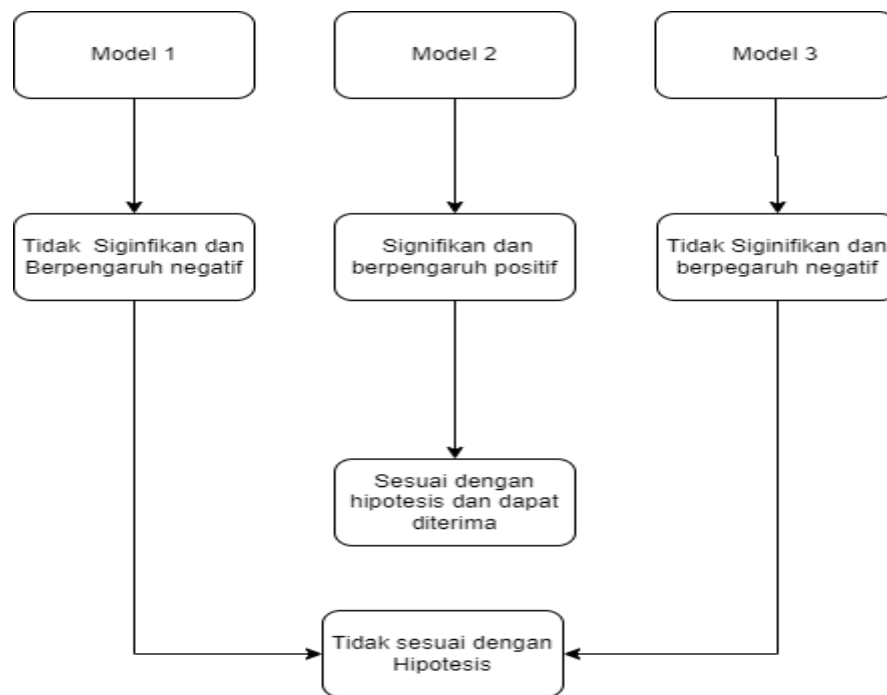 Model 1
Model 2
Model 3
Tidak Siginfikan dan
Berpengaruh negatif
Signifikan dan
berpengaruh positif
Tidak Siginifikan dan
berpegaruh negatif
Sesuai dengan
hipotesis dan dapat
diterima
Tidak sesuai dengan
Hipotesis